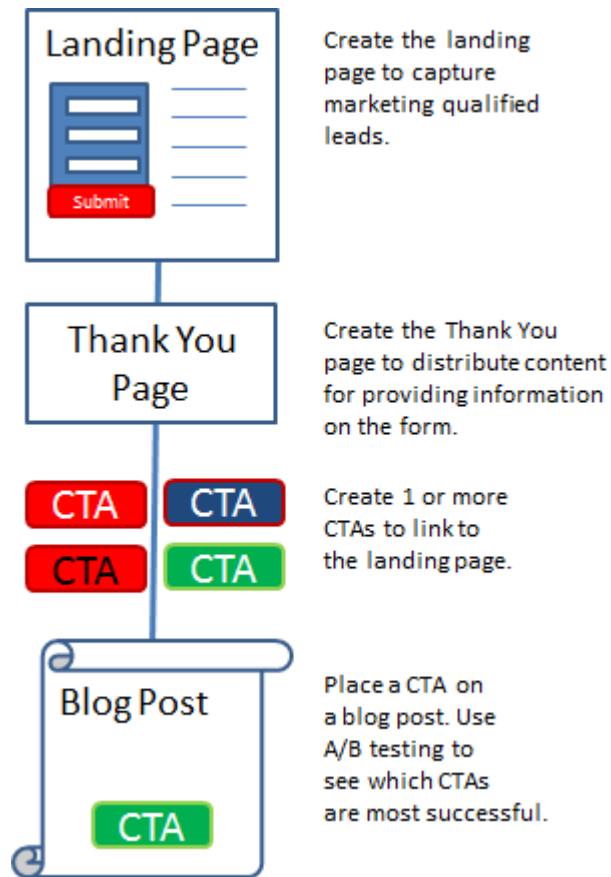 Landing Page
Submit
Create the landing
page to capture
marketing qualified
leads.
Thank You
Page
Create the Thank You
page to distribute content
for providing information
on the form.
CTA
CTA
CTA
CTA
Create 1 or more
CTAs to link to
the landing page.
Blog Post
CTA
Place a CTA on
a blog post. Use
A/B testing to
see which CTAs
are most successful.